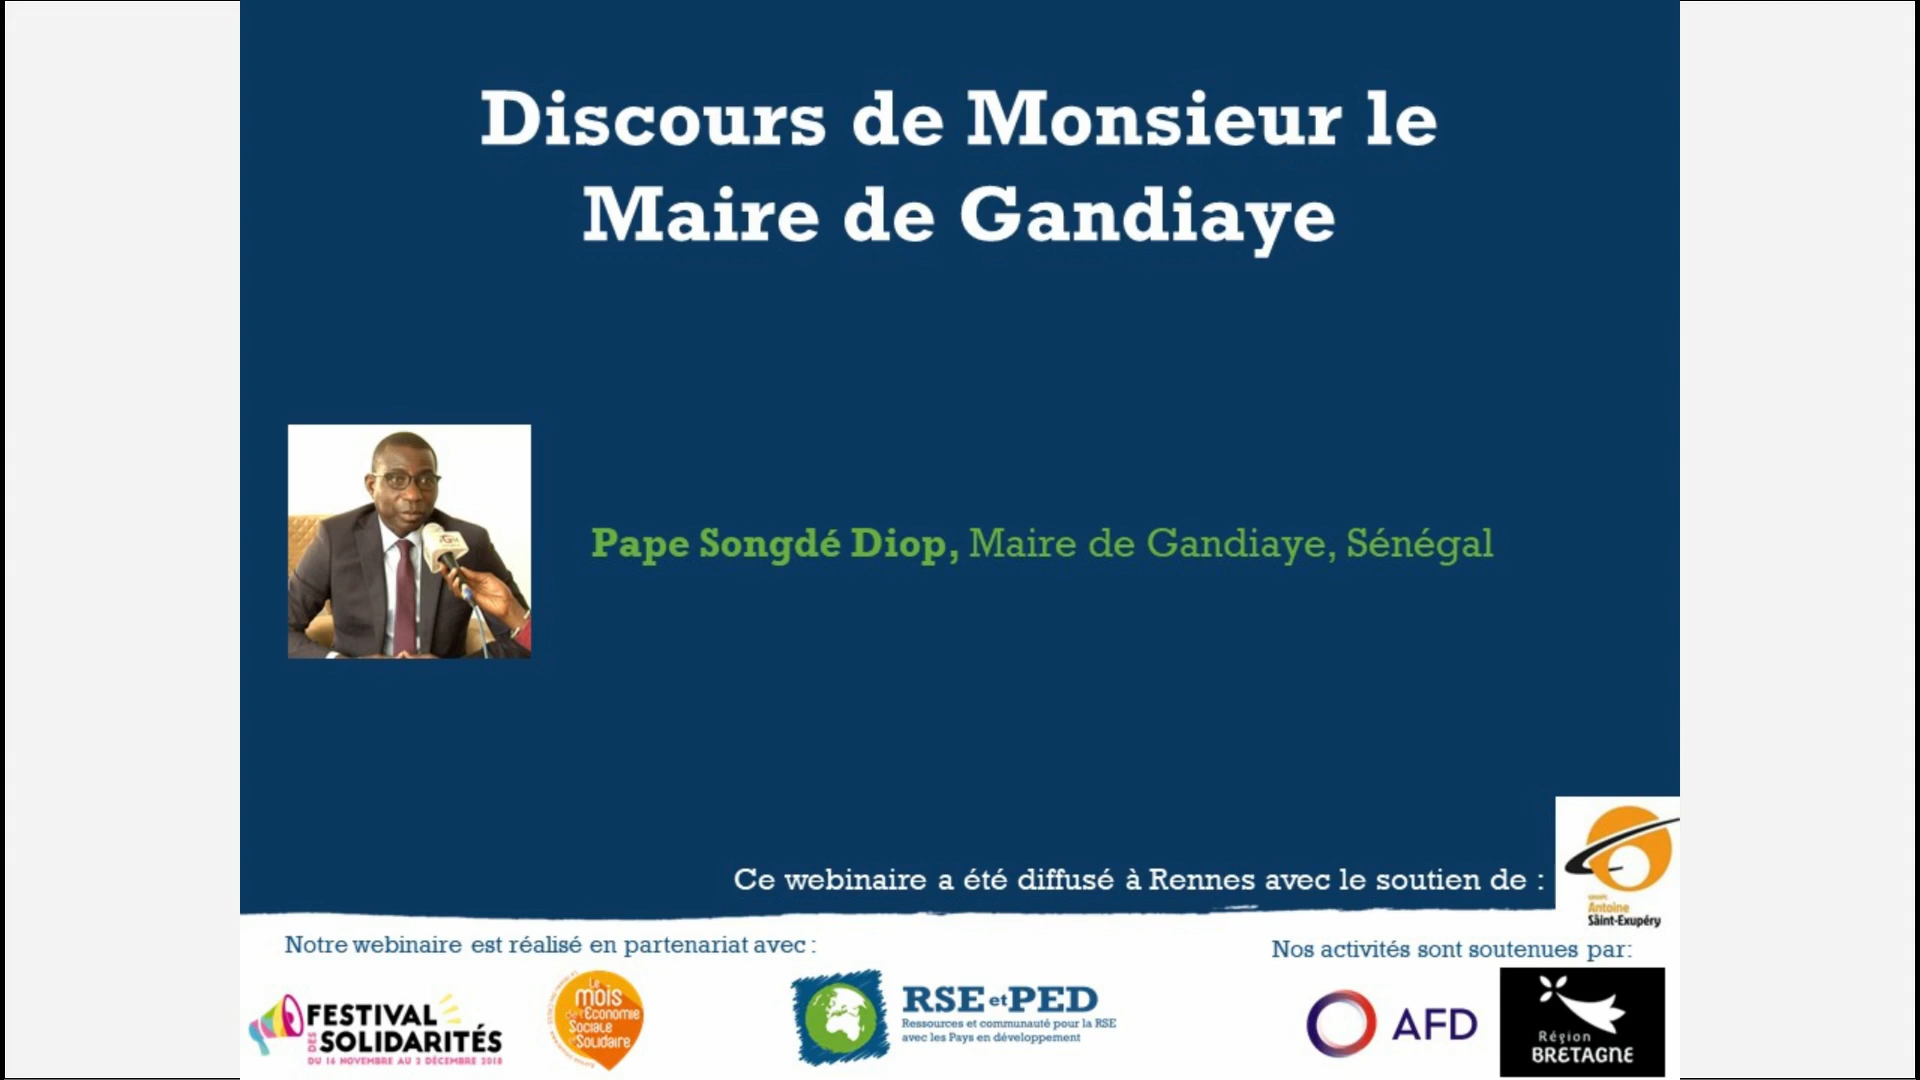 Discours de Monsieur le
Maire de Gandiaye
Pape Songdé Diop, Maire de Gandiaye, Sénégal
Ce webinaire a été diffusé à Rennes avec le soutien de :
Antoine
Saint-Exupéry
Notre webinaire est réalisé en partenariat avec :
Nos activités sont soutenues par:
FESTIVAL
DES
SOLIDARITÉS
DU 16 NOVEMBRE AU 2 DÉCEMBRE 2018
Le
mois
de l'Économie
Sociale
Solidaire
RSE et PED
Ressources et communauté pour la RSE
avec les Pays en développement
AFD
Région
BRETAGNE